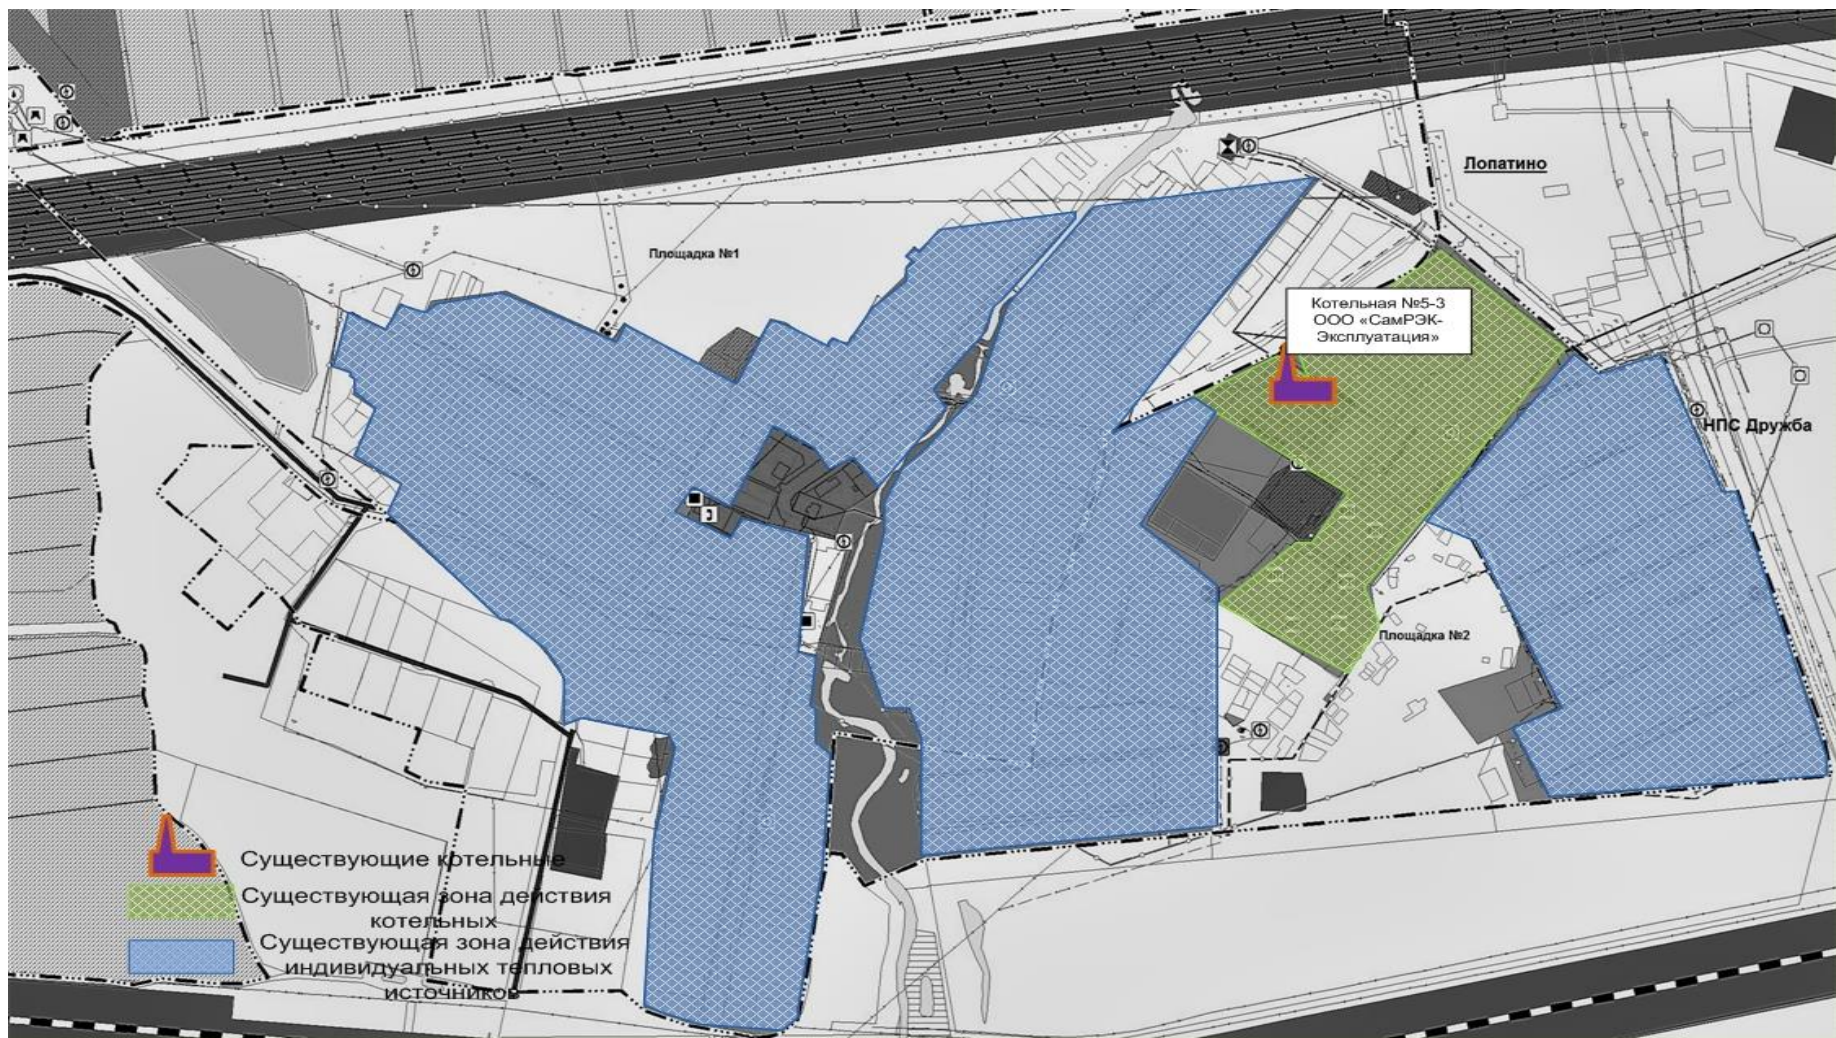 Лопатино
Площадка №1
Котельная №5-3
ООО «СамРЭК-
Эксплуатация»
НПС Дружба
Площадка №2
Существующие котельные
Существующая зона действия
котельных
Существующая зона действия
индивидуальных тепловых
источников